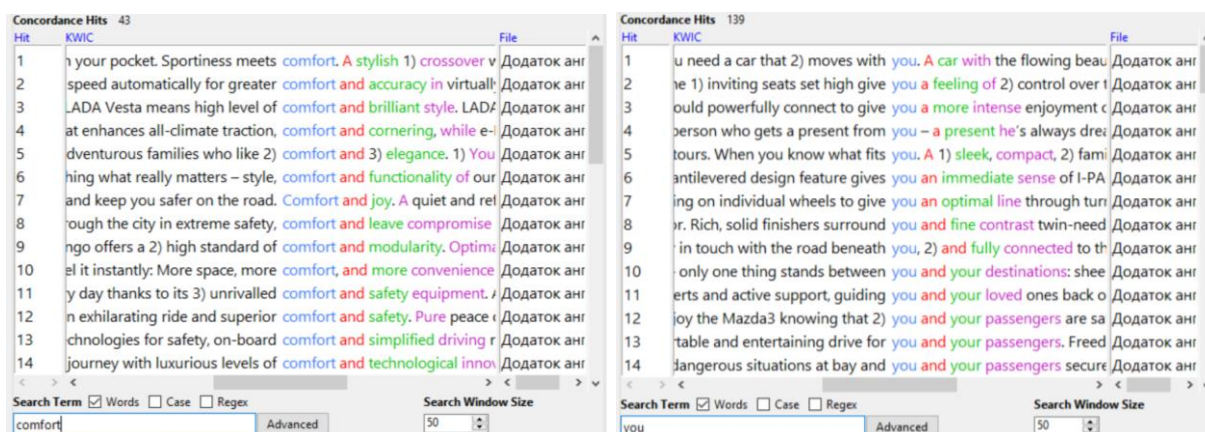 Concordance Hits 43
Hit KWIC File
1 your pocket. Sportiness meets comfort. A stylish 1) crossover Додаток анг
2 speed automatically for greater comfort and accuracy in virtually Додаток анг
3 LADA Vesta means high level of comfort and brilliant style. LADA Додаток анг
4 at enhances all-climate traction, comfort and cornering, while e- Додаток анг
5 dventurous families who like 2) comfort and 3) elegance. 1) You Додаток анг
6 hing what really matters – style, comfort and functionality of our Додаток анг
7 and keep you safer on the road. Comfort and joy. A quiet and ref Додаток анг
8 rough the city in extreme safety, comfort and leave compromise Додаток анг
9 ngo offers a 2) high standard of comfort and modularity. Optima Додаток анг
10 el it instantly: More space, more comfort, and more convenience Додаток анг
11 y day thanks to its 3) unrivalled comfort and safety equipment. Додаток анг
12 n exhilarating ride and superior comfort and safety. Pure peace Додаток анг
13 echnologies for safety, on-board comfort and simplified driving Додаток анг
14 journey with luxurious levels of comfort and technological innov Додаток анг
Search Term Words Case Regex Search Window Size
comfort Advanced 50
Concordance Hits 139
Hit KWIC File
1 u need a car that 2) moves with you. A car with the flowing beau Додаток анг
2 he 1) inviting seats set high give you a feeling of 2) control over Додаток анг
3 ould powerfully connect to give you a more intense enjoyment Додаток анг
4 person who gets a present from you – a present he's always drea Додаток анг
5 tours. When you know what fits you. A 1) sleek, compact, 2) fami Додаток анг
6 antilevered design feature gives you an immediate sense of I-PA Додаток анг
7 ing on individual wheels to give you an optimal line through turn Додаток анг
8 or. Rich, solid finishers surround you and fine contrast twin-need Додаток анг
9 in touch with the road beneath you, 2) and fully connected to th Додаток анг
10 only one thing stands between you and your destinations: shee Додаток анг
11 erts and active support, guiding you and your loved ones back o Додаток анг
12 joy the Mazda3 knowing that 2) you and your passengers are sa Додаток анг
13 rtable and entertaining drive for you and your passengers. Freed Додаток анг
14 dangerous situations at bay and you and your passengers secure Додаток анг
Search Term Words Case Regex Search Window Size
you Advanced 50